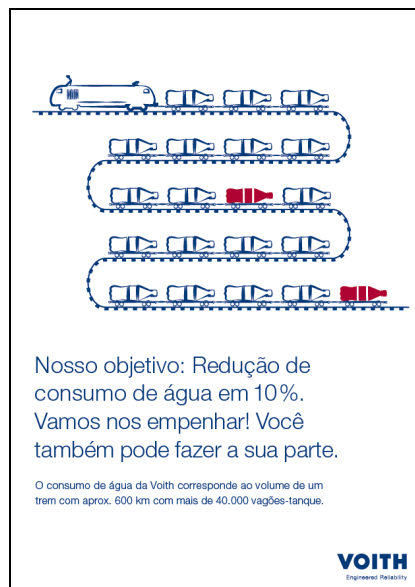 Nosso objetivo: Redução de
consumo de água em 10%.
Vamos nos empenhar! Você
também pode fazer a sua parte.
O consumo de água da Voith corresponde ao volume de um
trem com aprox. 600 km com mais de 40.000 vagões-tanque.
VOITH
Engineered Reliability